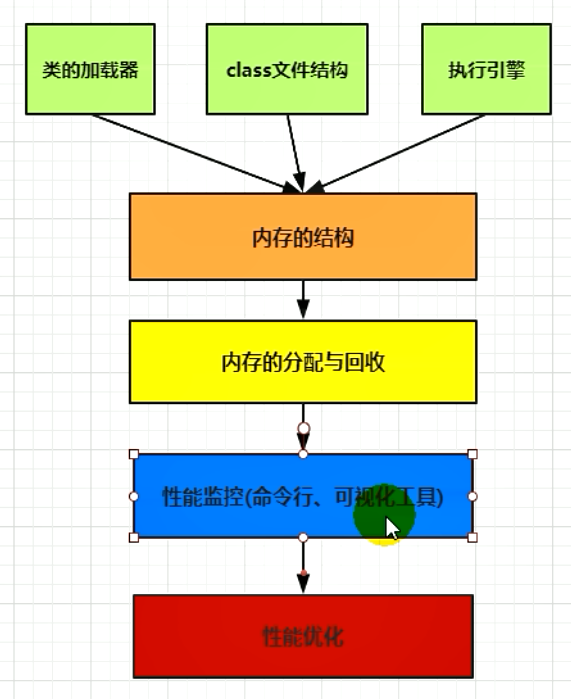 类的加载器
class文件结构
执行引擎
内存的结构
内存的分配与回收
性能监控(命令行、可视化工具)
性能优化